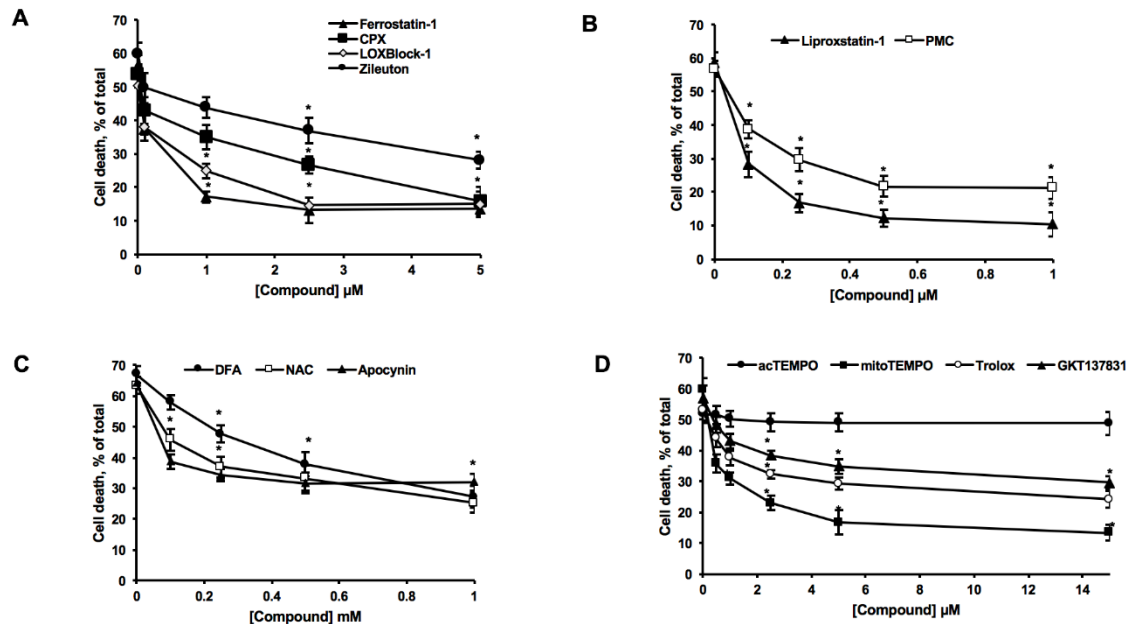 A
Ferrostatin-1
CPX
LOXBlock-1
Zileuton
Cell death, % of total
70
60
50
40
30
20
10
0
0 1 2 3 4 5
[Compound] µM
* * * * * * *
B
Liproxstatin-1 PMC
Cell death, % of total
70
60
50
40
30
20
10
0
0 0.2 0.4 0.6 0.8 1
[Compound] µM
* * * * * * * *
C
DFA NAC Apocynin
Cell death, % of total
70
60
50
40
30
20
10
0
0 0.2 0.4 0.6 0.8 1
[Compound] mM
* * * * *
D
acTEMPO mitoTEMPO Trolox GKT137831
Cell death, % of total
70
60
50
40
30
20
10
0
0 2 4 6 8 10 12 14
[Compound] µM
* * * * * * *